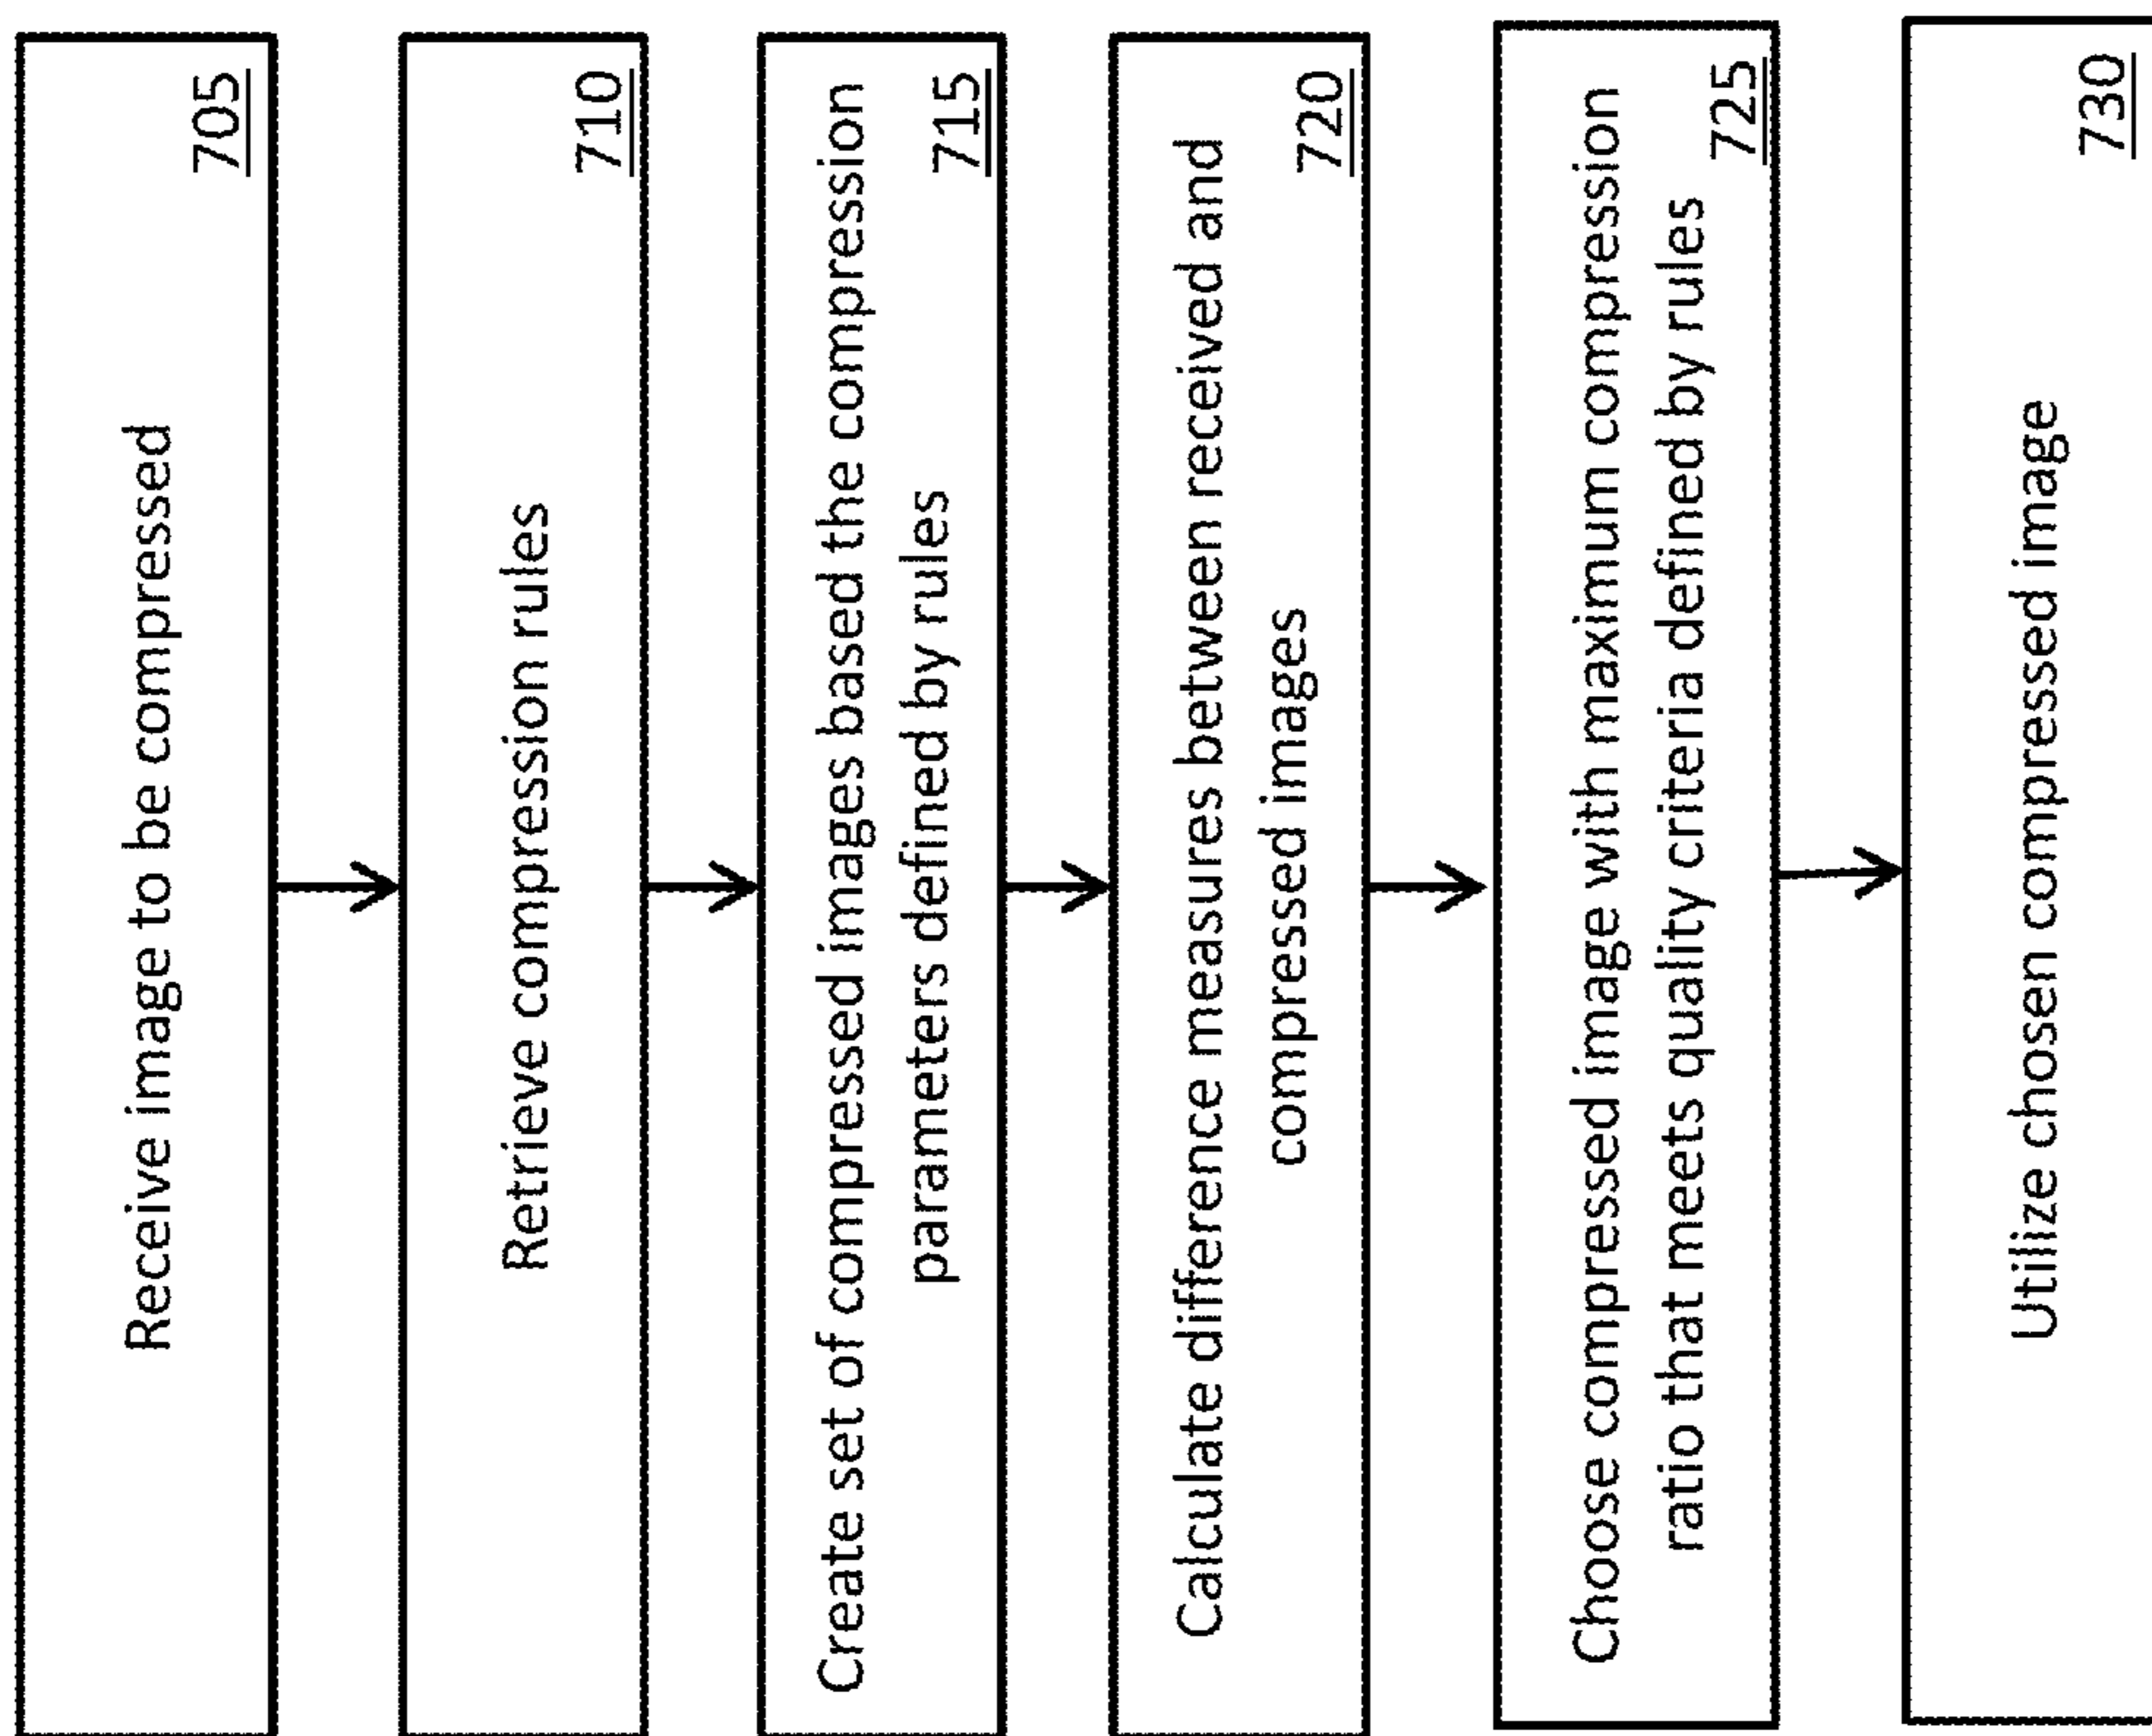 Receive image to be compressed
705
Retrieve compression rules
710
Create set of compressed images based the compression
parameters defined by rules
715
Calculate difference measures between received and
compressed images
720
Choose compressed image with maximum compression
ratio that meets quality criteria defined by rules
725
Utilize chosen compressed image
730